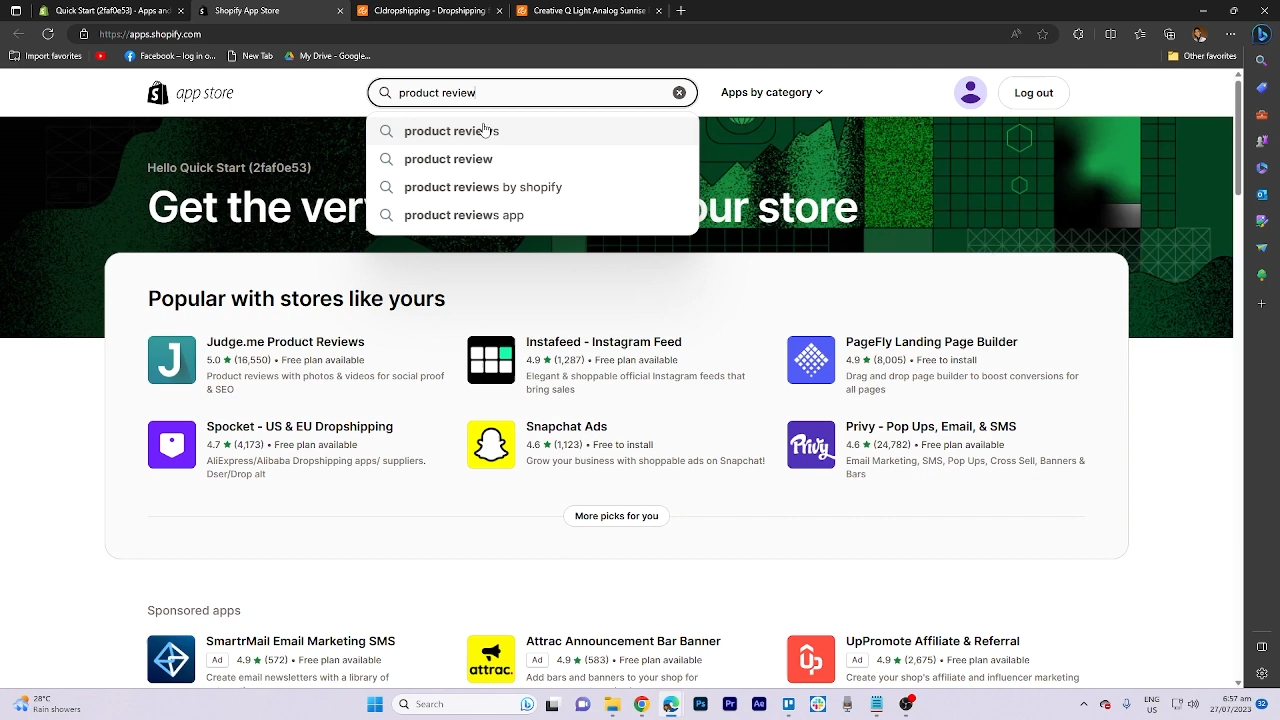 Quick Start (2faf0e53) - Apps and
Shopify App Store
CJdropshipping - Dropshipping
Creative Q Light Analog Sunrise
https://apps.shopify.com
Import favorites
Facebook – log in o...
New Tab
My Drive - Google...
Other favorites
app store
product review
Apps by category
Log out
product reviews
product review
product reviews by shopify
product reviews app
Hello Quick Start (2faf0e53)
Get the ver
our store
Popular with stores like yours
Judge.me Product Reviews
5.0 ★ (16,550) • Free plan available
Product reviews with photos & videos for social proof
& SEO
Instafeed - Instagram Feed
4.9 ★ (1,287) • Free plan available
Elegant & shoppable official Instagram feeds that
bring sales
PageFly Landing Page Builder
4.9 ★ (8,005) • Free to install
Drag and drop page builder to boost conversions for
all pages
Spocket - US & EU Dropshipping
4.7 ★ (4,173) • Free plan available
AliExpress/Alibaba Dropshipping apps/ suppliers.
Dser/Drop alt
Snapchat Ads
4.6 ★ (1,123) • Free to install
Grow your business with shoppable ads on Snapchat!
Privy
Privy - Pop Ups, Email, & SMS
4.6 ★ (24,782) • Free plan available
Email Marketing, SMS, Pop Ups, Cross Sell, Banners &
Bars
More picks for you
Sponsored apps
SmartrMail Email Marketing SMS
Ad 4.9 ★ (572) • Free plan available
Create email newsletters with a library of
attrac.
Attrac Announcement Bar Banner
Ad 4.9 ★ (583) • Free plan available
Add bars and banners to your shop for
UpPromote Affiliate & Referral
Ad 4.9 ★ (2,675) • Free plan available
Create your shop's affiliate and influencer marketing
28°C
Rain showers
Search
Ps
Pr
Ae
ENG
US
6:57 am
27/07/2023
32